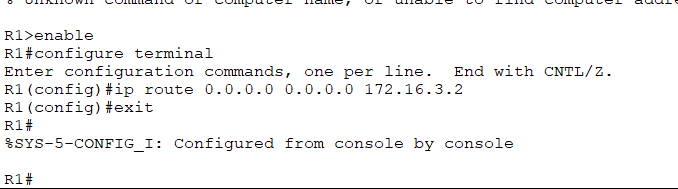 % Unknown command or computer name, or unable to find computer addre
R1>enable
R1#configure terminal
Enter configuration commands, one per line.  End with CNTL/Z.
R1(config)#ip route 0.0.0.0 0.0.0.0 172.16.3.2
R1(config)#exit
R1#
%SYS-5-CONFIG_I: Configured from console by console
R1#